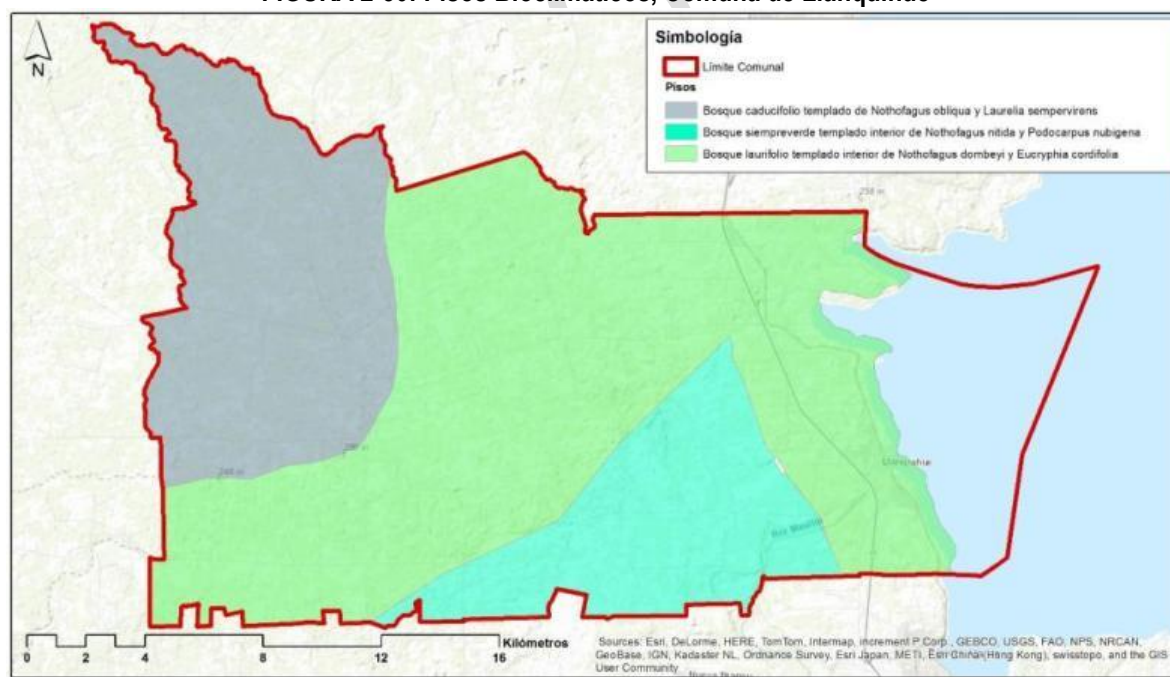 Simbología
N
Límite Comunal
Pisos
Bosque caducifolio templado de Nothofagus obliqua y Laurelia sempervirens
Bosque siempreverde templado interior de Nothofagus nitida y Podocarpus nubigena
Bosque laurifolio templado interior de Nothofagus dombeyi y Eucryphia cordifolia
Kilómetros
0 2 4 8 12 16
Sources: Esri, DeLorme, HERE, TomTom, Intermap, increment P Corp., GEBCO, USGS, FAO, NPS, NRCAN,
GeoBase, IGN, Kadaster NL, Ordnance Survey, Esri Japan, METI, Esri China (Hong Kong), swisstopo, and the GIS
User Community